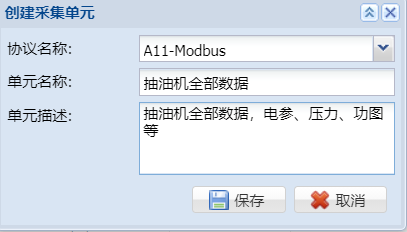 创建采集单元
协议名称: A11-Modbus
单元名称: 抽油机全部数据
单元描述: 抽油机全部数据，电参、压力、功图
等
保存 取消